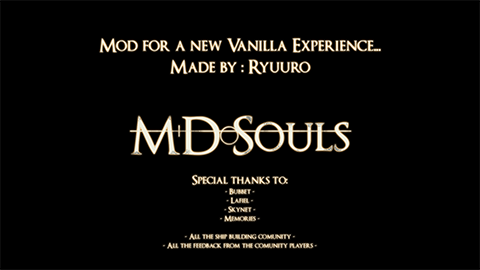 Mod for a new Vanilla Experience...
Made by : Ryuuro
MDoSouls
Special thanks to:
- Bubbet -
- Lafiel -
- Skynet -
- Memories -
- All the ship building comunity -
- All the feedback from the comunity players -